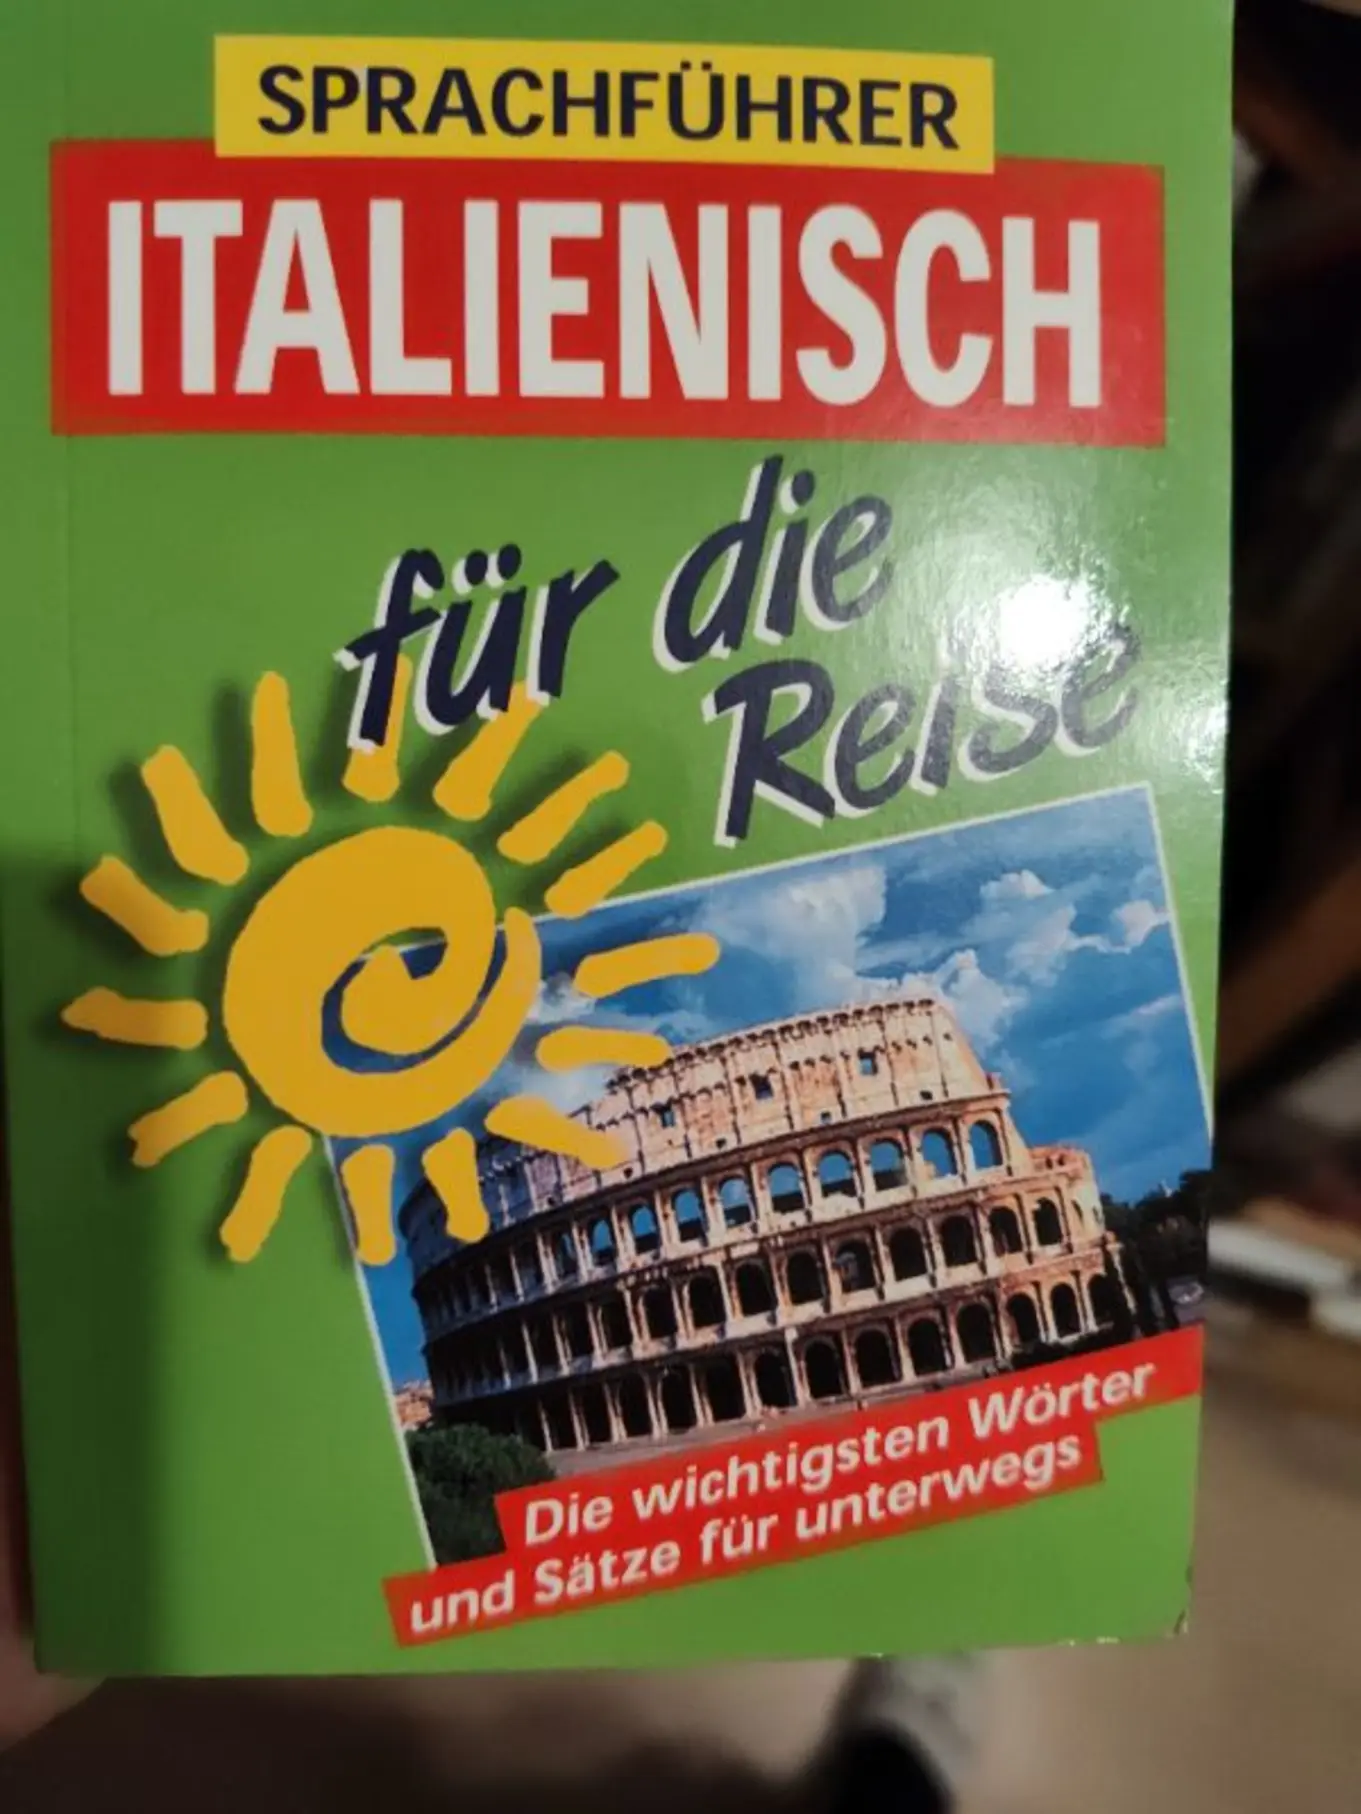 SPRACHFÜHRER
ITALIENISCH
für die
Reise
Die wichtigsten Wörter
und Sätze für unterwegs